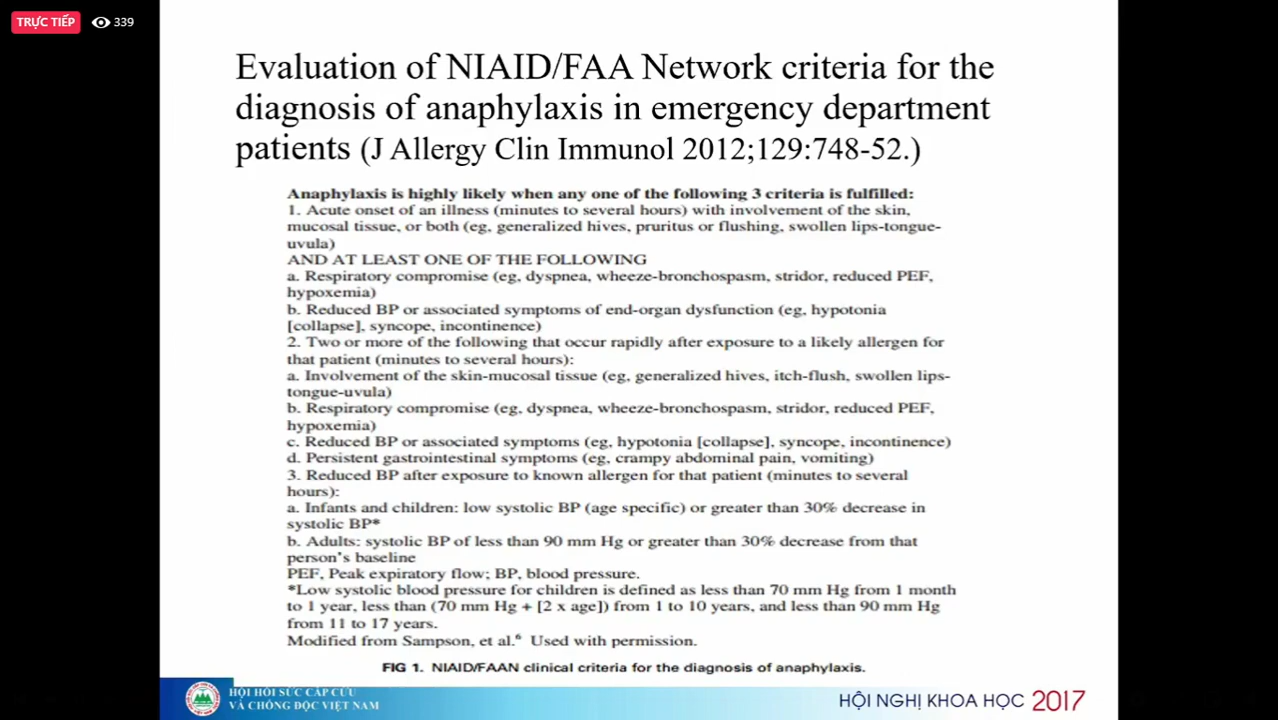 TRỰC TIẾP 339
Evaluation of NIAID/FAA Network criteria for the
diagnosis of anaphylaxis in emergency department
patients (J Allergy Clin Immunol 2012;129:748-52.)
Anaphylaxis is highly likely when any one of the following 3 criteria is fulfilled:
1. Acute onset of an illness (minutes to several hours) with involvement of the skin,
mucosal tissue, or both (eg, generalized hives, pruritus or flushing, swollen lips-tongue-
uvula)
AND AT LEAST ONE OF THE FOLLOWING
a. Respiratory compromise (eg, dyspnea, wheeze-bronchospasm, stridor, reduced PEF,
hypoxemia)
b. Reduced BP or associated symptoms of end-organ dysfunction (eg, hypotonia
[collapse], syncope, incontinence)
2. Two or more of the following that occur rapidly after exposure to a likely allergen for
that patient (minutes to several hours):
a. Involvement of the skin-mucosal tissue (eg, generalized hives, itch-flush, swollen lips-
tongue-uvula)
b. Respiratory compromise (eg, dyspnea, wheeze-bronchospasm, stridor, reduced PEF,
hypoxemia)
c. Reduced BP or associated symptoms (eg, hypotonia [collapse], syncope, incontinence)
d. Persistent gastrointestinal symptoms (eg, crampy abdominal pain, vomiting)
3. Reduced BP after exposure to known allergen for that patient (minutes to several
hours):
a. Infants and children: low systolic BP (age specific) or greater than 30% decrease in
systolic BP*
b. Adults: systolic BP of less than 90 mm Hg or greater than 30% decrease from that
person's baseline
PEF, Peak expiratory flow; BP, blood pressure.
*Low systolic blood pressure for children is defined as less than 70 mm Hg from 1 month
to 1 year, less than (70 mm Hg + [2 x age]) from 1 to 10 years, and less than 90 mm Hg
from 11 to 17 years.
Modified from Sampson, et al.⁶ Used with permission.
FIG 1. NIAID/FAAN clinical criteria for the diagnosis of anaphylaxis.
HỘI HỒI SỨC CẤP CỨU
VÀ CHỐNG ĐỘC VIỆT NAM
HỘI NGHỊ KHOA HỌC 2017